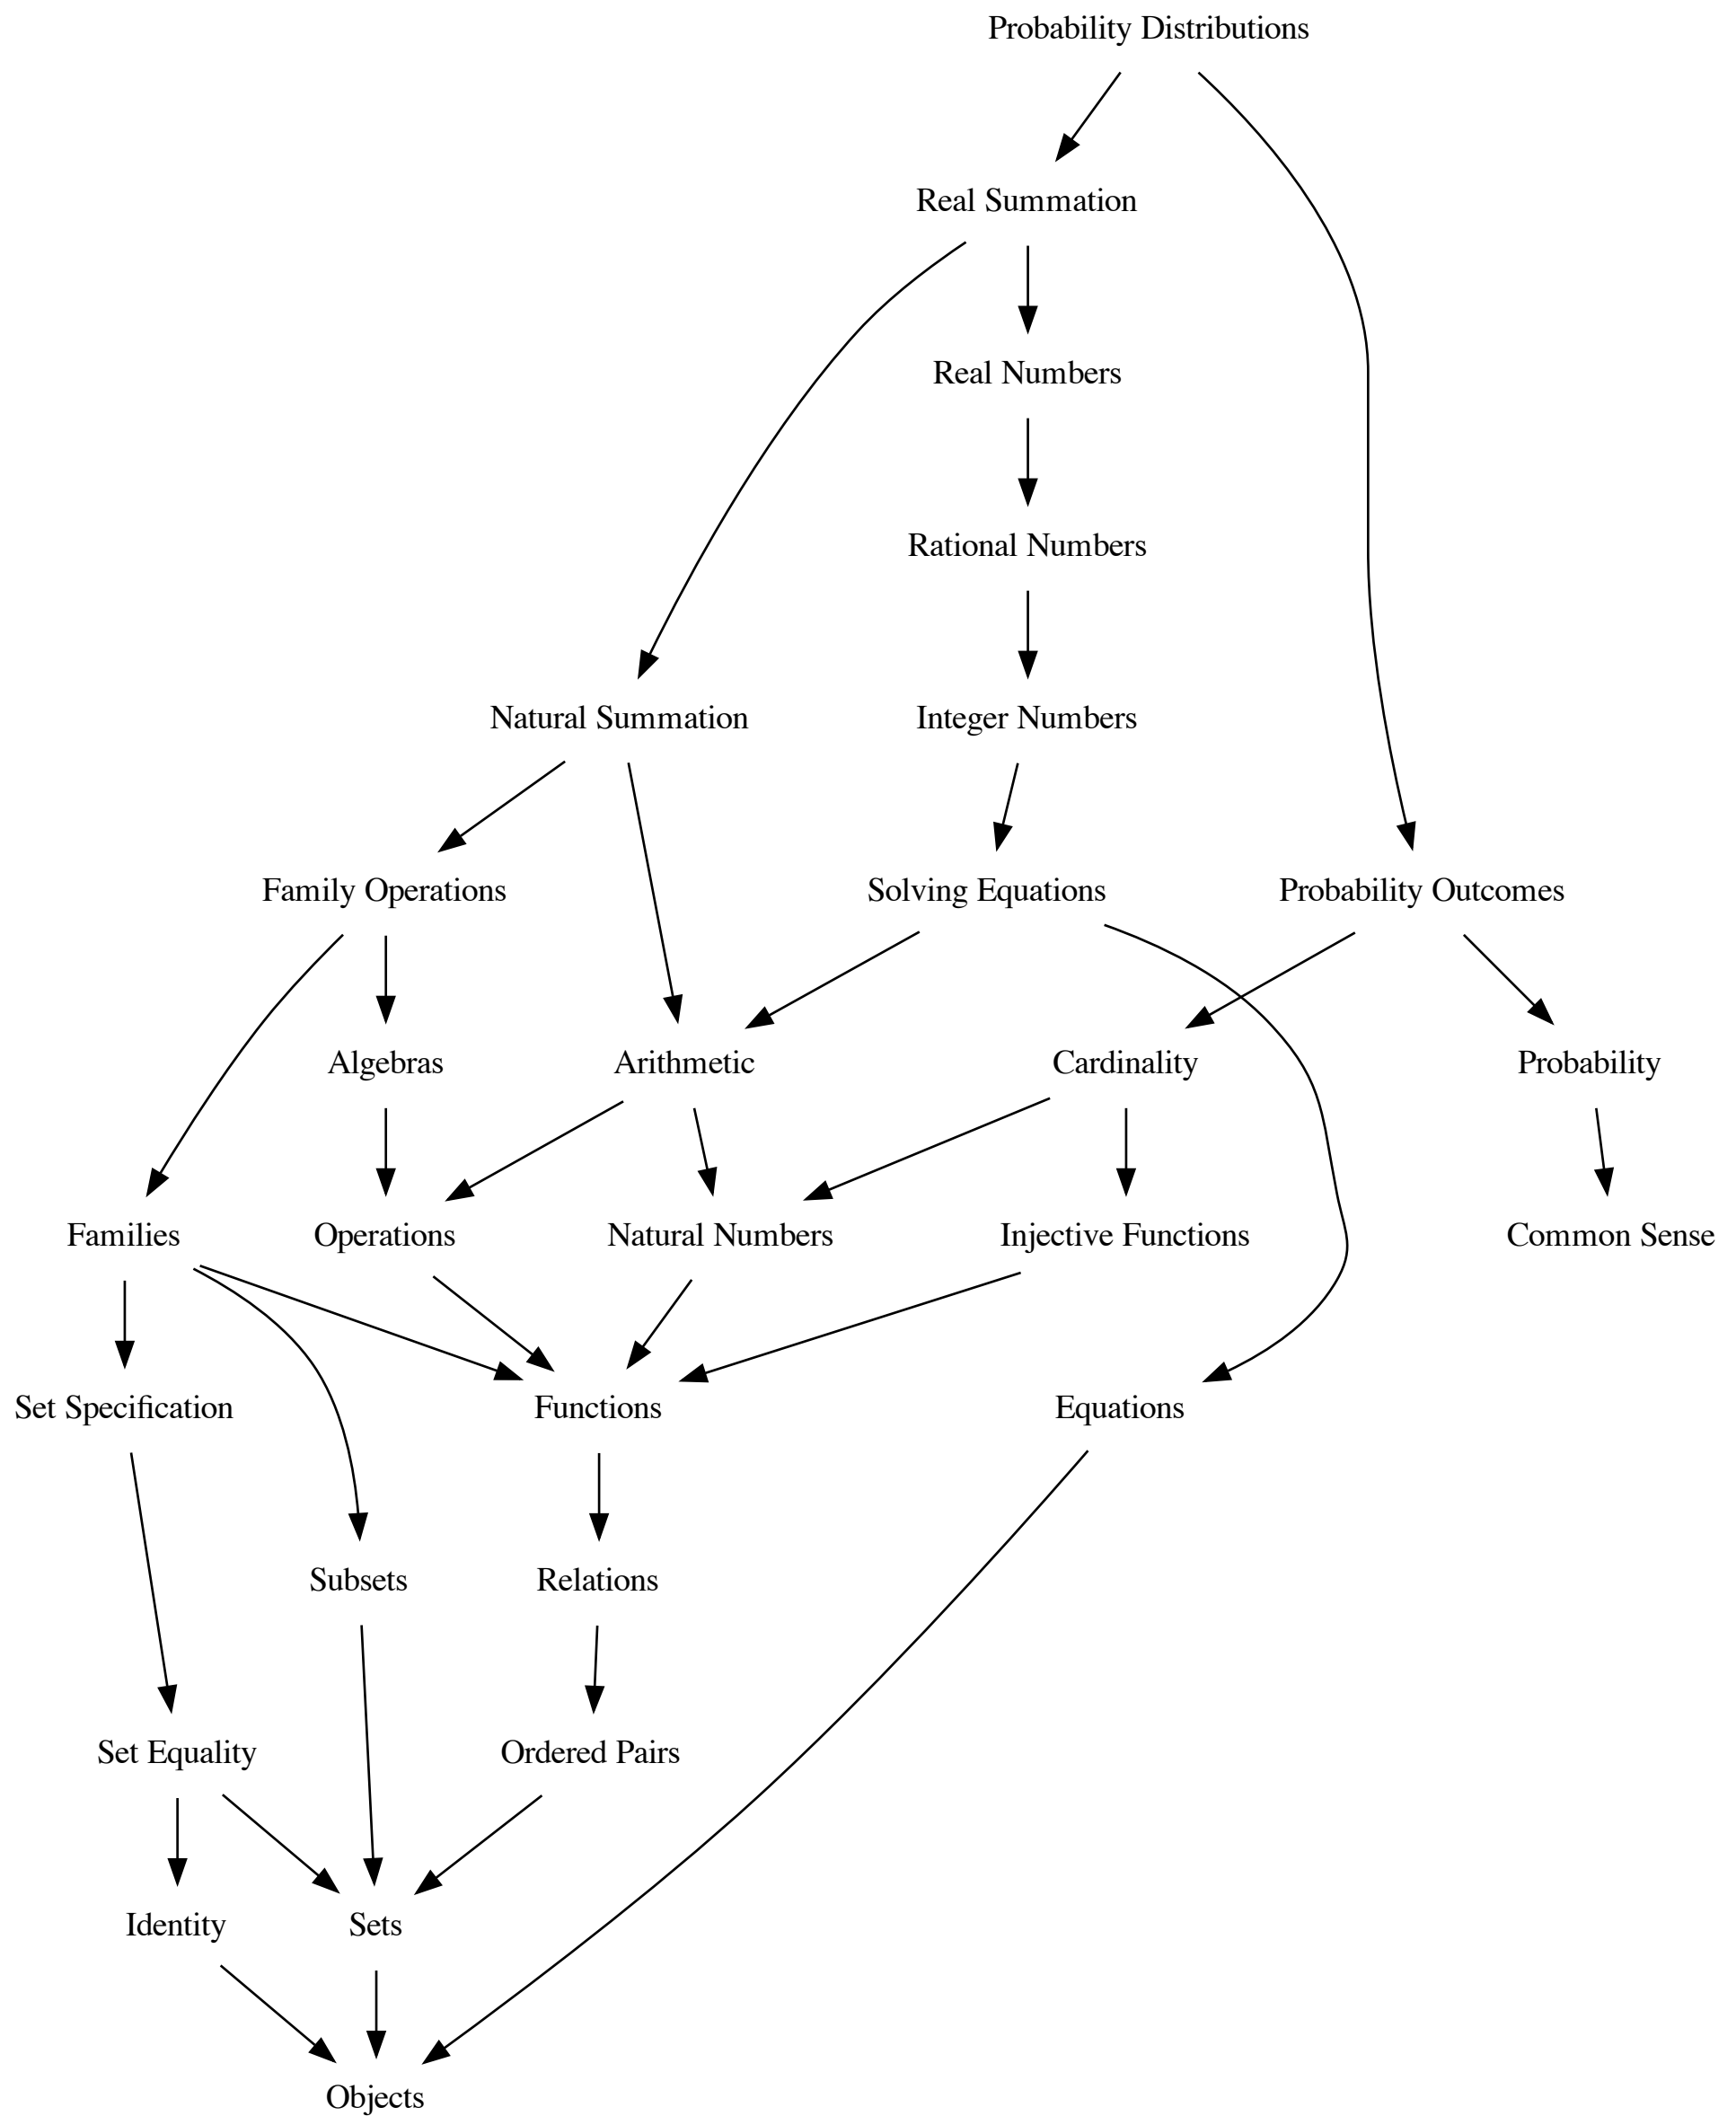 Probability Distributions
Real Summation
Real Numbers
Rational Numbers
Natural Summation
Integer Numbers
Family Operations
Solving Equations
Probability Outcomes
Algebras
Arithmetic
Cardinality
Probability
Families
Operations
Natural Numbers
Injective Functions
Common Sense
Set Specification
Functions
Equations
Subsets
Relations
Set Equality
Ordered Pairs
Identity
Sets
Objects